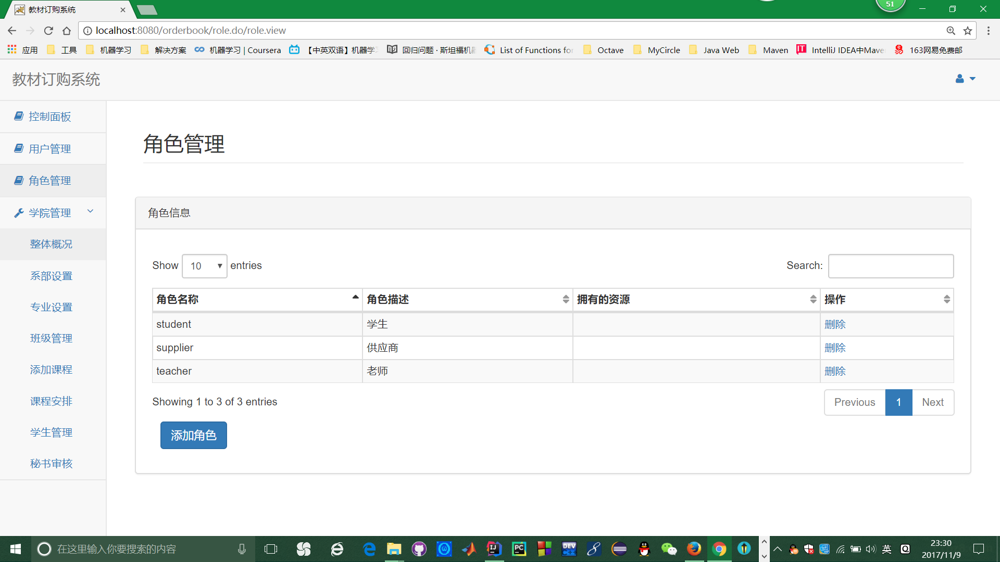 教材订购系统
51
localhost:8080/orderbook/role.do/role.view
应用 工具 机器学习 解决方案 机器学习 | Coursera 【中英双语】机器学 回归问题 · 斯坦福机 List of Functions for Octave MyCircle Java Web Maven IntelliJ IDEA中Mave 163网易免费邮
教材订购系统
控制面板
用户管理
角色管理
学院管理
整体概况
系部设置
专业设置
班级管理
添加课程
课程安排
学生管理
秘书审核
角色管理
角色信息
Show 10 entries
Search:
角色名称 角色描述 拥有的资源 操作
student 学生 删除
supplier 供应商 删除
teacher 老师 删除
Showing 1 to 3 of 3 entries
Previous 1 Next
添加角色
在这里输入你要搜索的内容
英
23:30
2017/11/9